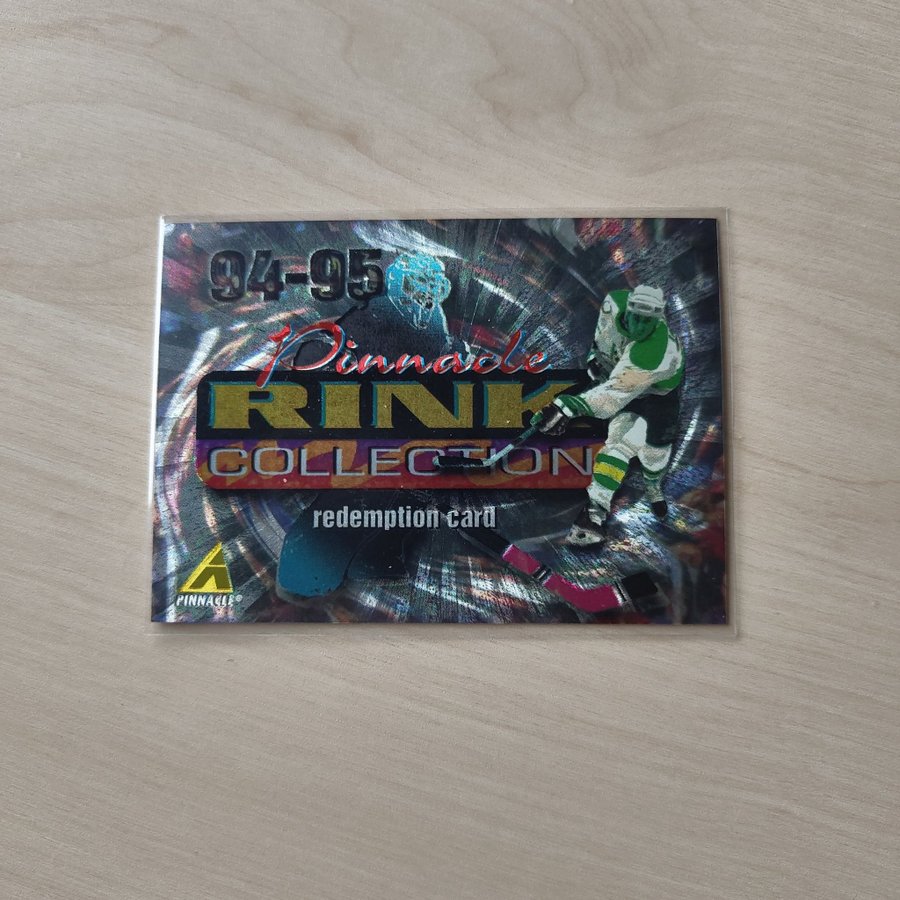 94-95
Pinnacle
RINK
COLLECTION
redemption card
PINNACLE®